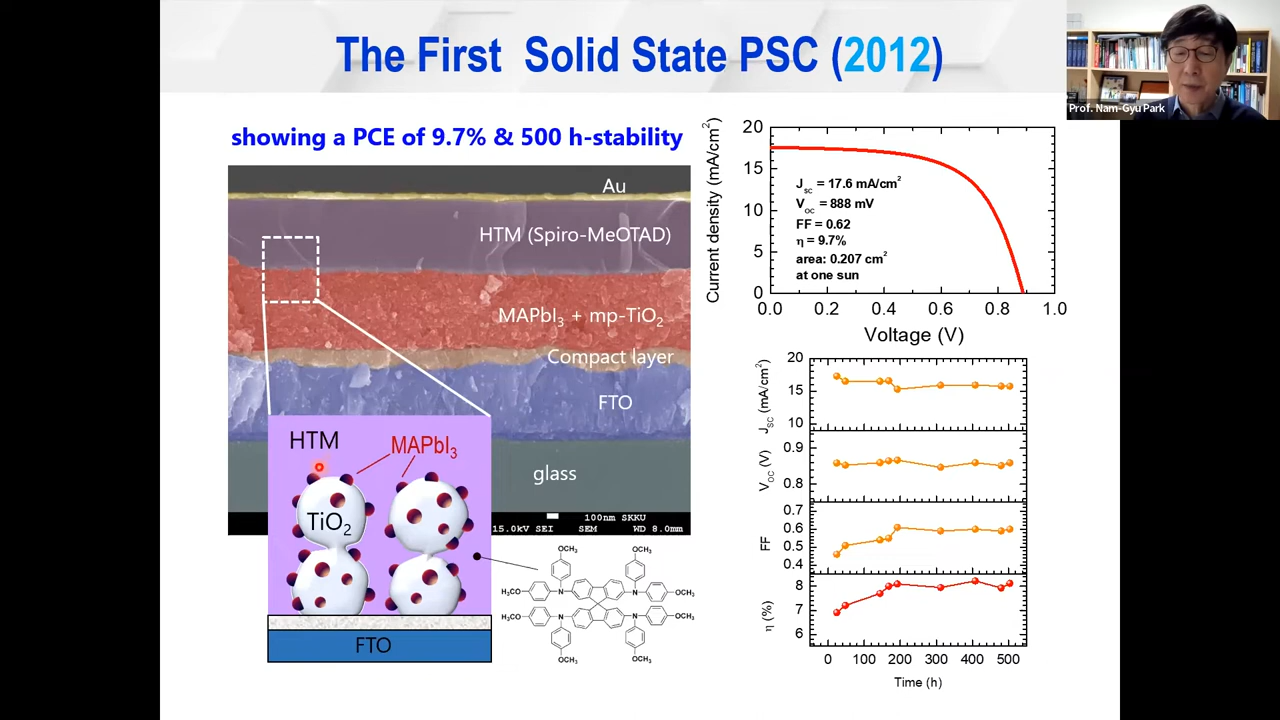 The First Solid State PSC (2012)
Prof. Nam-Gyu Park
showing a PCE of 9.7% & 500 h-stability
Au
HTM (Spiro-MeOTAD)
MAPbI₃ + mp-TiO₂
Compact layer
FTO
glass
100nm SKKU
15.0kV SEI SEM WD 8.0mm
HTM
MAPbI₃
TiO₂
FTO
OCH₃
OCH₃
H₃CO
N
N
OCH₃
H₃CO
N
N
OCH₃
OCH₃
OCH₃
Current density (mA/cm²)
20
15
10
5
0
J_SC = 17.6 mA/cm²
V_OC = 888 mV
FF = 0.62
η = 9.7%
area: 0.207 cm²
at one sun
0.0 0.2 0.4 0.6 0.8 1.0
Voltage (V)
J_SC (mA/cm²)
20
15
10
V_OC (V)
0.9
0.8
FF
0.7
0.6
0.5
0.4
η (%)
8
7
6
0 100 200 300 400 500
Time (h)